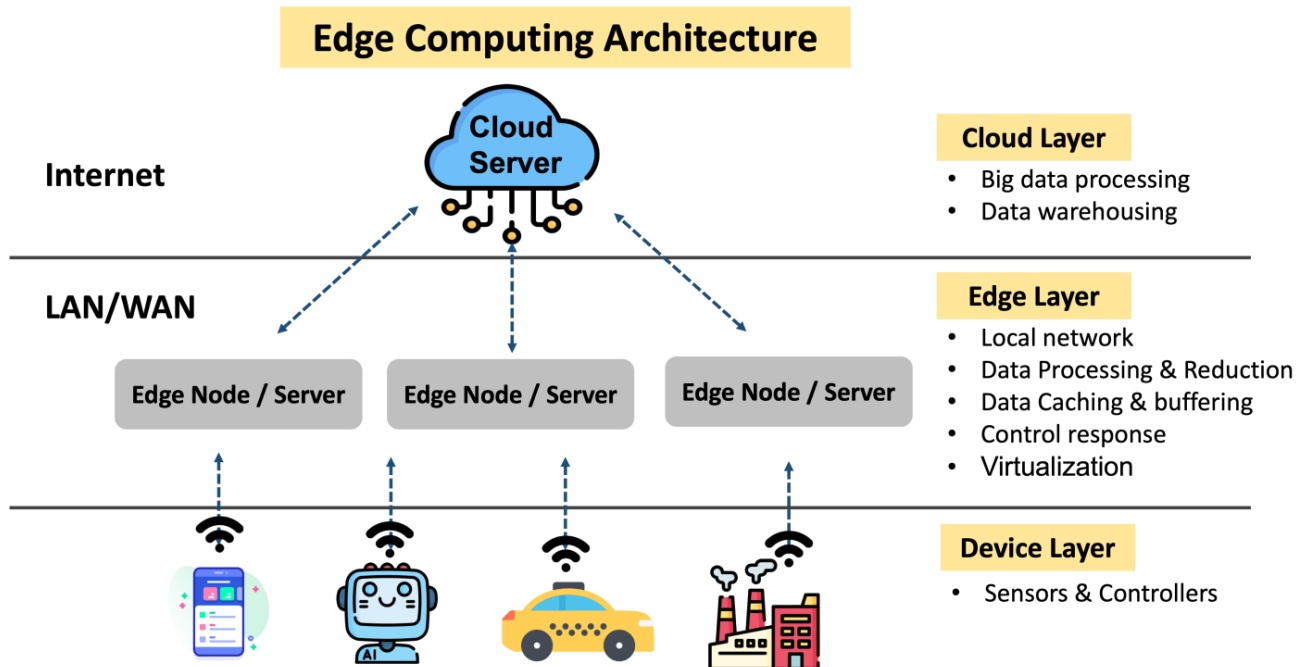 Edge Computing Architecture
Cloud
Server
Internet
Cloud Layer
• Big data processing
• Data warehousing
LAN/WAN
Edge Layer
• Local network
• Data Processing & Reduction
• Data Caching & buffering
• Control response
• Virtualization
Edge Node / Server
Edge Node / Server
Edge Node / Server
Device Layer
• Sensors & Controllers
AI